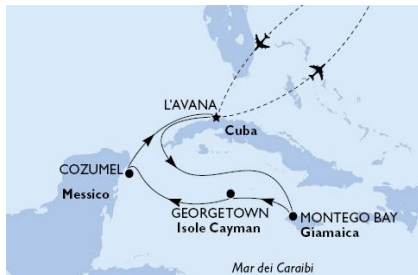 L'AVANA
Cuba
COZUMEL
Messico
GEORGETOWN
Isole Cayman
MONTEGO BAY
Giamaica
Mar dei Caraibi